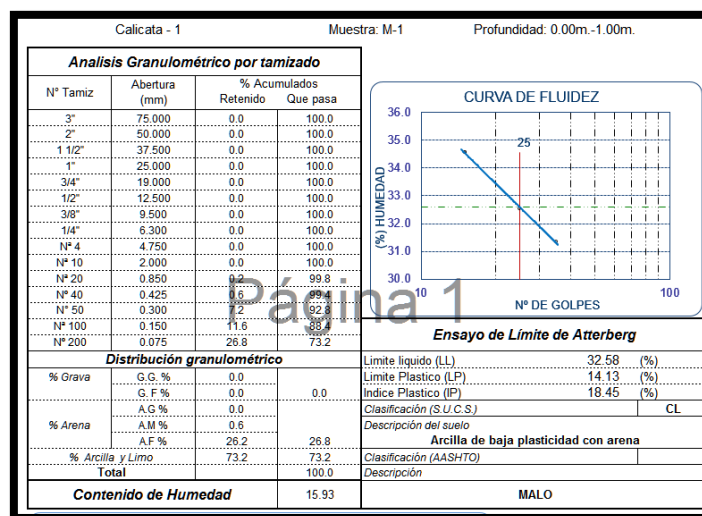 Calicata - 1 Muestra: M-1 Profundidad: 0.00m.-1.00m.
Analisis Granulométrico por tamizado
N° Tamiz Abertura (mm) % Acumulados
Retenido Que pasa
3" 75.000 0.0 100.0
2" 50.000 0.0 100.0
1 1/2" 37.500 0.0 100.0
1" 25.000 0.0 100.0
3/4" 19.000 0.0 100.0
1/2" 12.500 0.0 100.0
3/8" 9.500 0.0 100.0
1/4" 6.300 0.0 100.0
Nª 4 4.750 0.0 100.0
Nª 10 2.000 0.0 100.0
Nª 20 0.850 0.2 99.8
Nª 40 0.425 0.6 99.4
N° 50 0.300 7.2 92.8
Nª 100 0.150 11.6 88.4
Nª 200 0.075 26.8 73.2
Distribución granulométrico
% Grava G.G. % 0.0
G. F % 0.0 0.0
A.G % 0.0
% Arena A.M % 0.6
A.F % 26.2 26.8
% Arcilla y Limo 73.2 73.2
Total 100.0
Contenido de Humedad 15.93
CURVA DE FLUIDEZ
(%) HUMEDAD
36.0
35.0
34.0
33.0
32.0
31.0
30.0
25
10 100
Nº DE GOLPES
Página 1
Ensayo de Límite de Atterberg
Limite liquido (LL) 32.58 (%)
Limite Plastico (LP) 14.13 (%)
Indice Plastico (IP) 18.45 (%)
Clasificación (S.U.C.S.) CL
Descripción del suelo
Arcilla de baja plasticidad con arena
Clasificación (AASHTO)
Descripción
MALO